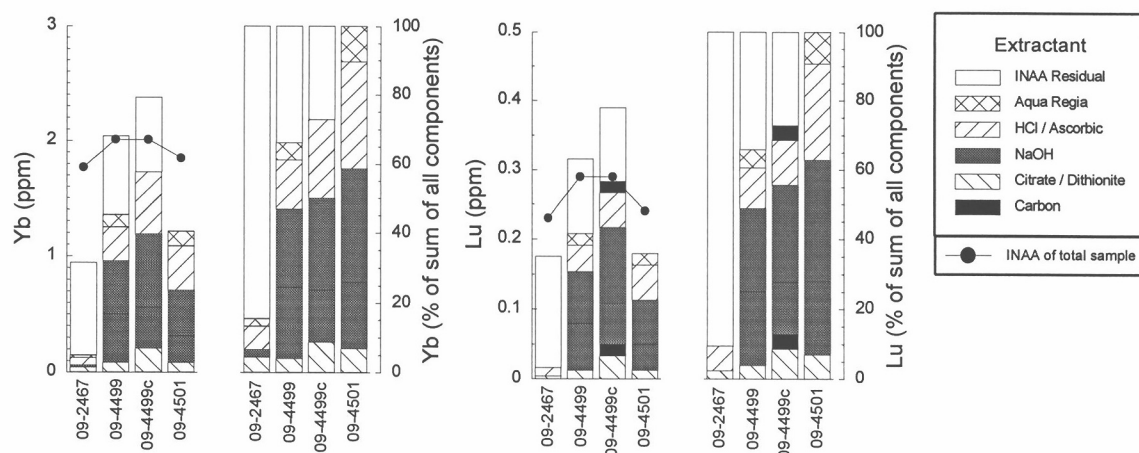 Yb (ppm)
3
2
1
0
09-2467
09-4499
09-4499c
09-4501
09-2467
09-4499
09-4499c
09-4501
100
80
60
40
20
0
Yb (% of sum of all components)
Lu (ppm)
0.5
0.4
0.3
0.2
0.1
0
09-2467
09-4499
09-4499c
09-4501
09-2467
09-4499
09-4499c
09-4501
100
80
60
40
20
0
Lu (% of sum of all components)
Extractant
INAA Residual
Aqua Regia
HCl / Ascorbic
NaOH
Citrate / Dithionite
Carbon
INAA of total sample